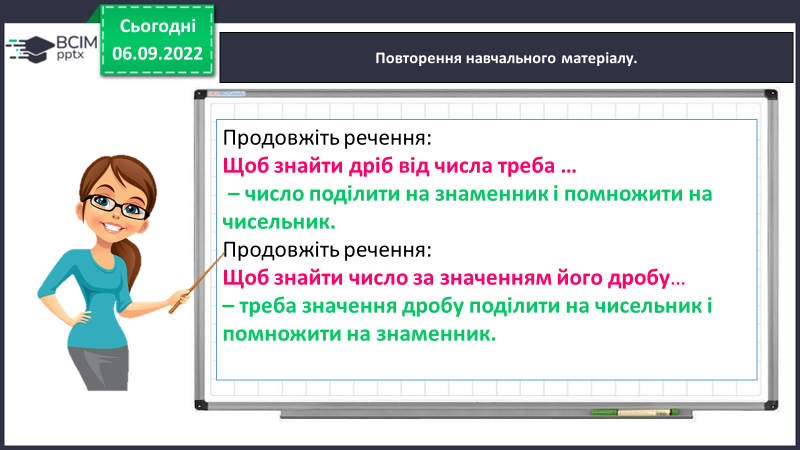 Сьогодні
06.09.2022
BCIM
pptx
Повторення навчального матеріалу.
Продовжіть речення:
Щоб знайти дріб від числа треба …
– число поділити на знаменник і помножити на
чисельник.
Продовжіть речення:
Щоб знайти число за значенням його дробу…
– треба значення дробу поділити на чисельник і
помножити на знаменник.